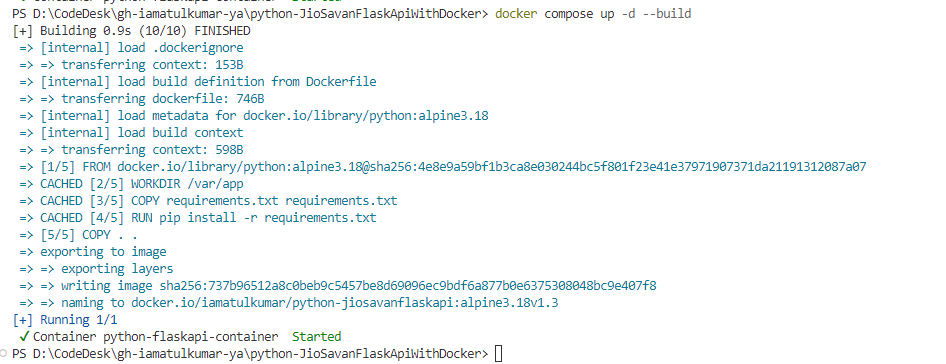 Container python-flaskapi-container Started
PS D:\CodeDesk\gh-iamatulkumar-ya\python-JioSavanFlaskApiWithDocker> docker compose up -d --build
[+] Building 0.9s (10/10) FINISHED
=> [internal] load .dockerignore
=> => transferring context: 153B
=> [internal] load build definition from Dockerfile
=> => transferring dockerfile: 746B
=> [internal] load metadata for docker.io/library/python:alpine3.18
=> [internal] load build context
=> => transferring context: 598B
=> [1/5] FROM docker.io/library/python:alpine3.18@sha256:4e8e9a59bf1b3ca8e030244bc5f801f23e41e37971907371da21191312087a07
=> CACHED [2/5] WORKDIR /var/app
=> CACHED [3/5] COPY requirements.txt requirements.txt
=> CACHED [4/5] RUN pip install -r requirements.txt
=> [5/5] COPY . .
=> exporting to image
=> => exporting layers
=> => writing image sha256:737b96512a8c0beb9c5457be8d69096ec9bdf6a877b0e6375308048bc9e407f8
=> => naming to docker.io/iamatulkumar/python-jiosavanflaskapi:alpine3.18v1.3
[+] Running 1/1
✔ Container python-flaskapi-container Started
PS D:\CodeDesk\gh-iamatulkumar-ya\python-JioSavanFlaskApiWithDocker>